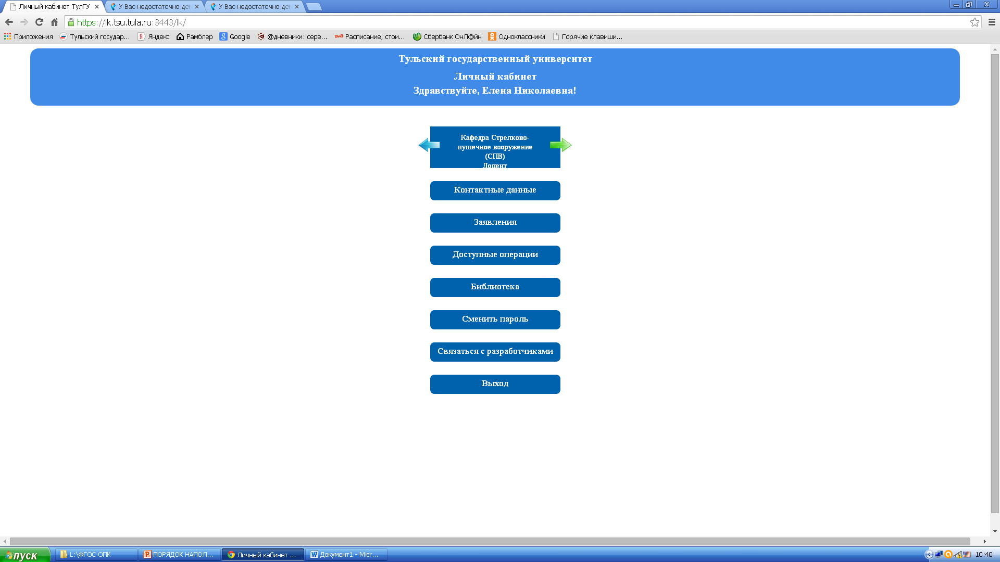 Личный кабинет ТулГУ
У Вас недостаточно ден
У Вас недостаточно ден
https://lk.tsu.tula.ru:3443/lk/
Приложения
Тульский государ...
Яндекс
Рамблер
Google
@дневники: серв...
Расписание, стои...
Сбербанк ОнЛ@йн
Одноклассники
Горячие клавиши...
Тульский государственный университет
Личный кабинет
Здравствуйте, Елена Николаевна!
Кафедра Стрелково-
пушечное вооружение
(СПВ)
Доцент
Контактные данные
Заявления
Доступные операции
Библиотека
Сменить пароль
Связаться с разработчиками
Выход
пуск
L:\ФГОС ОПК
ПОРЯДОК НАПОЛ...
Личный кабинет ...
Документ1 - Micr...
10:40